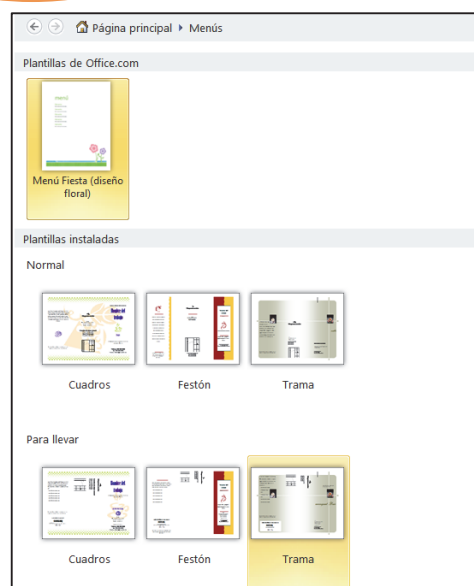 Página principal ▸ Menús
Plantillas de Office.com
menú
Menú Fiesta (diseño
floral)
Plantillas instaladas
Normal
Cuadros
Festón
Trama
Para llevar
Cuadros
Festón
Trama